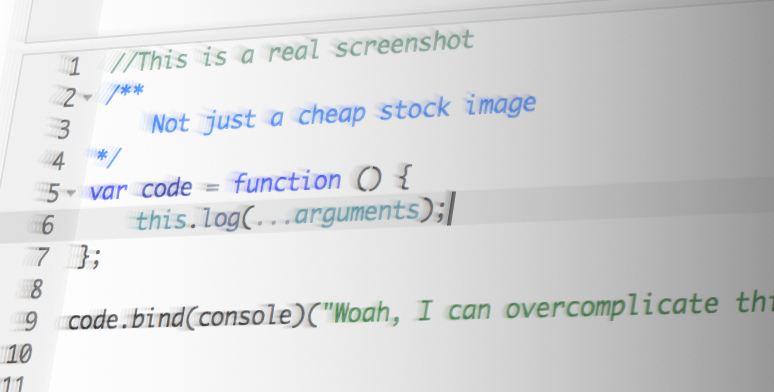 1 //This is a real screenshot
2 /**
3 Not just a cheap stock image
4 */
5 var code = function () {
6 this.log(...arguments);
7 };
8
9 code.bind(console)("Woah, I can overcomplicate thi
10
11